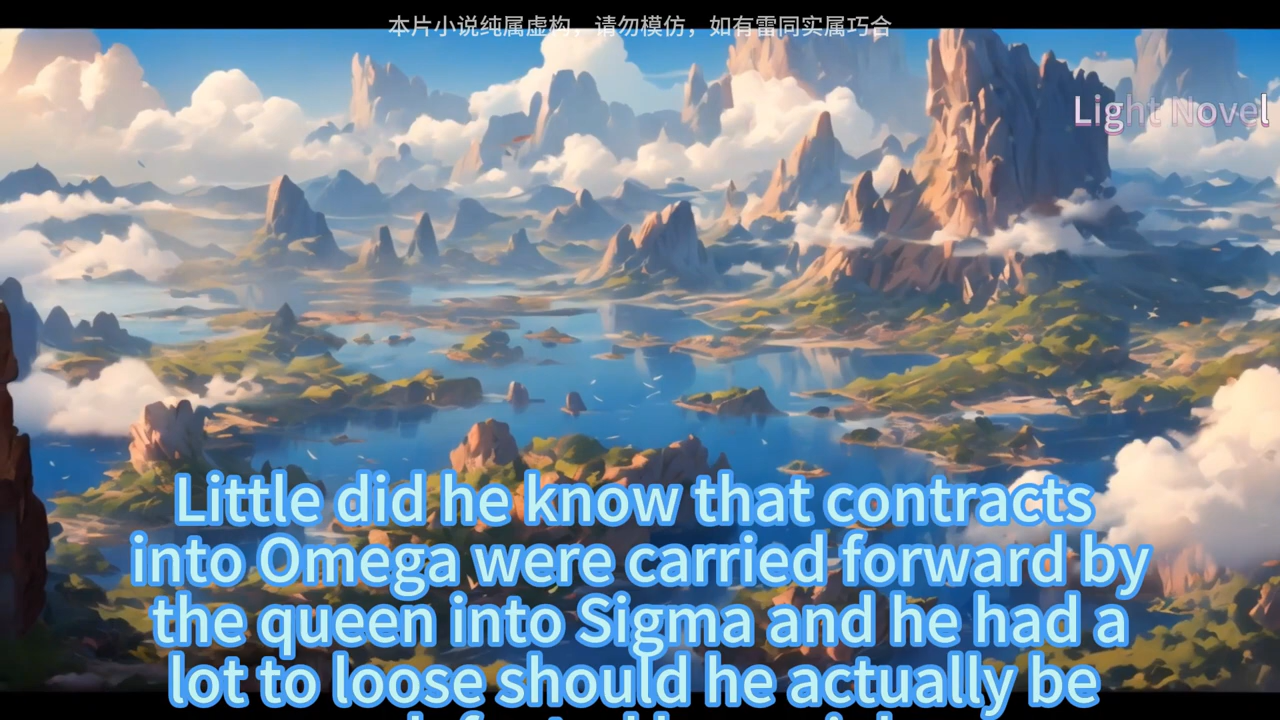 本片小说纯属虚构，请勿模仿，如有雷同实属巧合
Light Novel
Little did he know that contracts
into Omega were carried forward by
the queen into Sigma and he had a
lot to loose should he actually be